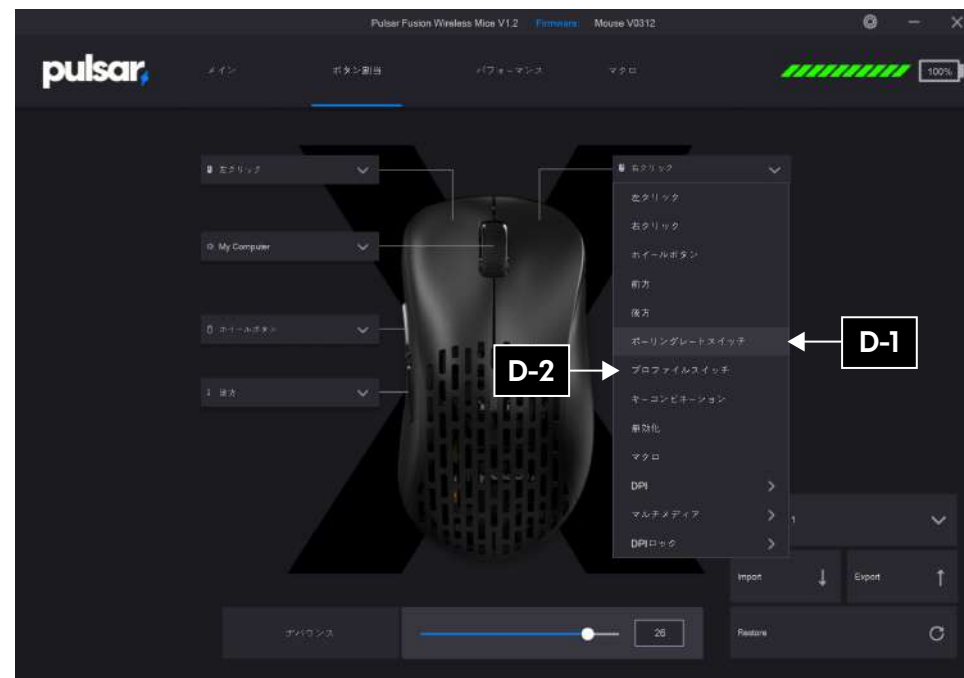 Pulsar Fusion Wireless Mice V1.2 Firmware: Mouse V0312
pulsar
メイン ボタン割当 パフォーマンス マクロ 100%
左クリック
右クリック
左クリック
右クリック
My Computer
ホイールボタン
前方
後方
ホイールボタン
ポーリングレートスイッチ
D-1
D-2
プロファイルスイッチ
後方
キーコンビネーション
無効化
マクロ
DPI
マルチメディア
1
DPIロック
Import Export
デバウンス 26 Restore